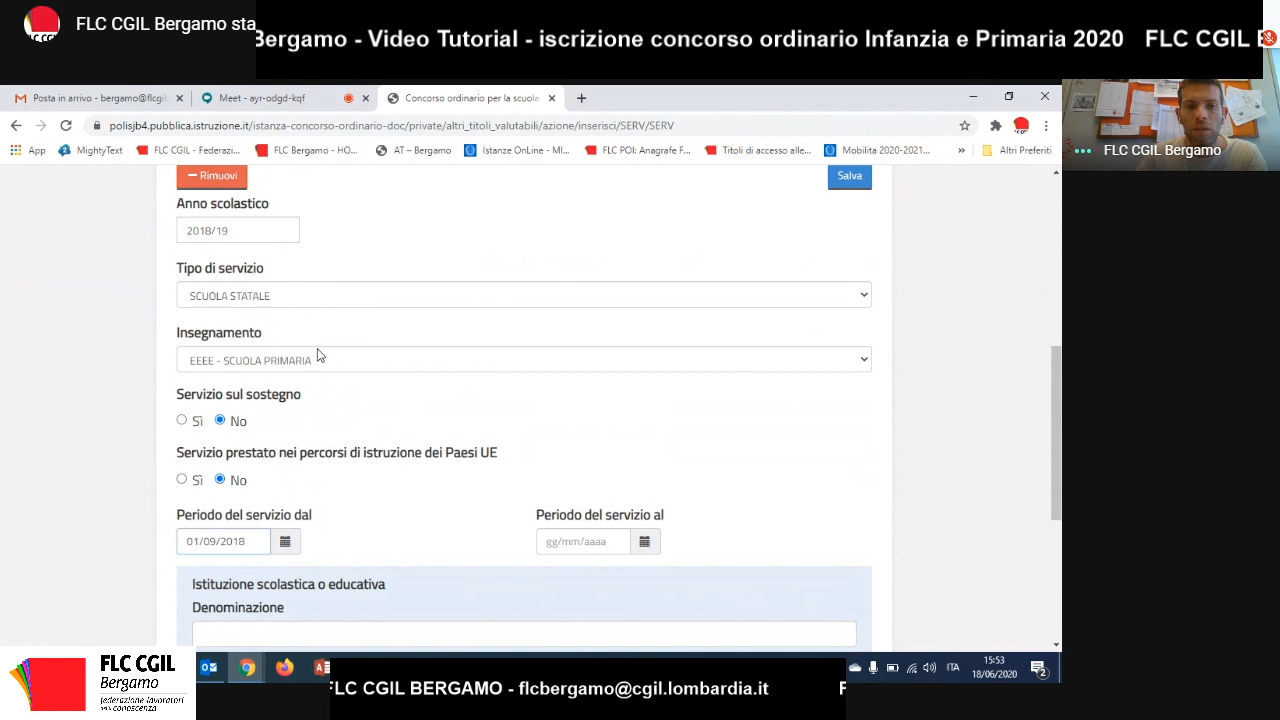 FLC CGIL Bergamo sta
Bergamo - Video Tutorial - iscrizione concorso ordinario Infanzia e Primaria 2020 FLC CGIL
Posta in arrivo - bergamo@flcgil
Meet - ayr-odgd-kqf
Concorso ordinario per la scuola
polisjb4.pubblica.istruzione.it/istanza-concorso-ordinario-doc/private/altri_titoli_valutabili/azione/inserisci/SERV/SERV
App
MightyText
FLC CGIL - Federazi...
FLC Bergamo - HO...
AT – Bergamo
Istanze OnLine - MI...
FLC POI: Anagrafe F...
Titoli di accesso alle...
Mobilita 2020-2021...
»
Altri Preferiti
FLC CGIL Bergamo
Rimuovi
Salva
Anno scolastico
2018/19
Tipo di servizio
SCUOLA STATALE
Insegnamento
EEEE - SCUOLA PRIMARIA
Servizio sul sostegno
Sì No
Servizio prestato nei percorsi di istruzione dei Paesi UE
Sì No
Periodo del servizio dal Periodo del servizio al
01/09/2018 gg/mm/aaaa
Istituzione scolastica o educativa
Denominazione
FLC CGIL
Bergamo
federazione lavoratori
della conoscenza
FLC CGIL BERGAMO - flcbergamo@cgil.lombardia.it
ITA
15:53
18/06/2020
2